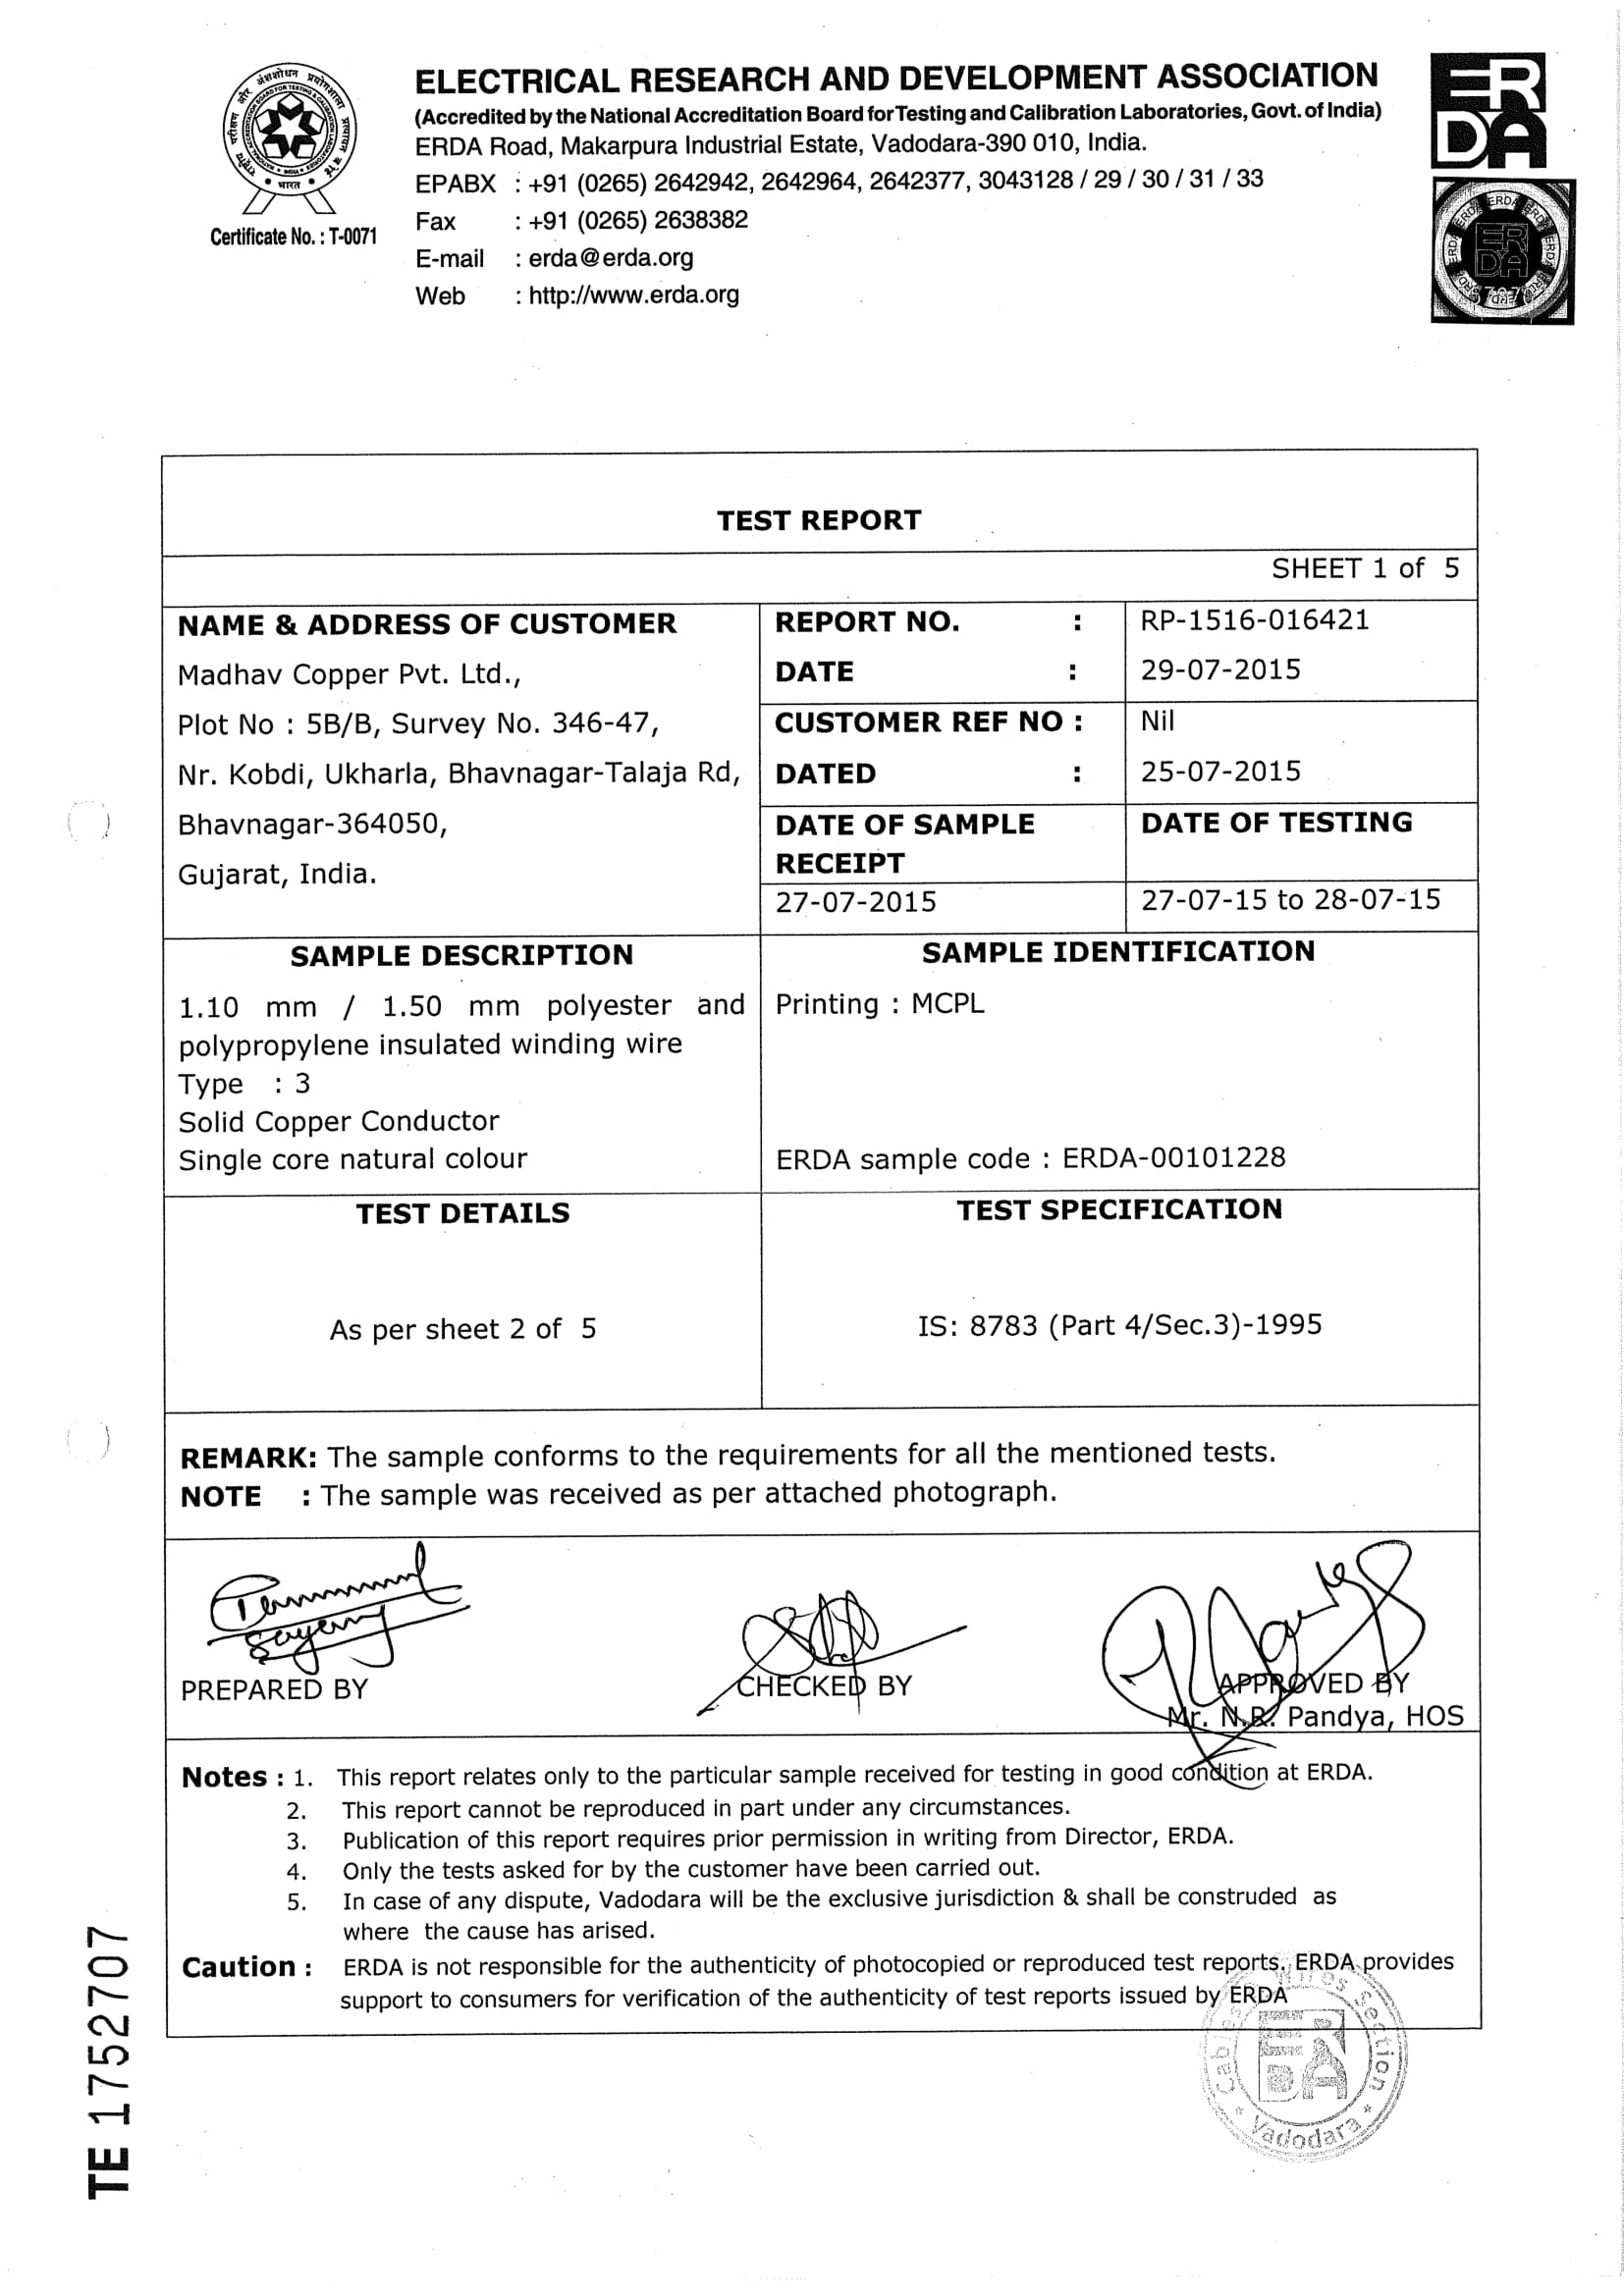 ELECTRICAL RESEARCH AND DEVELOPMENT ASSOCIATION
(Accredited by the National Accreditation Board for Testing and Calibration Laboratories, Govt. of India)
ERDA Road, Makarpura Industrial Estate, Vadodara-390 010, India.
EPABX : +91 (0265) 2642942, 2642964, 2642377, 3043128 / 29 / 30 / 31 / 33
Fax : +91 (0265) 2638382
E-mail : erda@erda.org
Web : http://www.erda.org
भारत
Certificate No. : T-0071
ERDA
TEST REPORT
SHEET 1 of 5
NAME & ADDRESS OF CUSTOMER
Madhav Copper Pvt. Ltd.,
Plot No : 5B/B, Survey No. 346-47,
Nr. Kobdi, Ukharla, Bhavnagar-Talaja Rd,
Bhavnagar-364050,
Gujarat, India.
REPORT NO. : RP-1516-016421
DATE : 29-07-2015
CUSTOMER REF NO : Nil
DATED : 25-07-2015
DATE OF SAMPLE RECEIPT
DATE OF TESTING
27-07-2015
27-07-15 to 28-07-15
SAMPLE DESCRIPTION
1.10 mm / 1.50 mm polyester and
polypropylene insulated winding wire
Type : 3
Solid Copper Conductor
Single core natural colour
SAMPLE IDENTIFICATION
Printing : MCPL
ERDA sample code : ERDA-00101228
TEST DETAILS
As per sheet 2 of 5
TEST SPECIFICATION
IS: 8783 (Part 4/Sec.3)-1995
REMARK: The sample conforms to the requirements for all the mentioned tests.
NOTE : The sample was received as per attached photograph.
PREPARED BY
CHECKED BY
APPROVED BY
Mr. N.R. Pandya, HOS
Notes : 1. This report relates only to the particular sample received for testing in good condition at ERDA.
2. This report cannot be reproduced in part under any circumstances.
3. Publication of this report requires prior permission in writing from Director, ERDA.
4. Only the tests asked for by the customer have been carried out.
5. In case of any dispute, Vadodara will be the exclusive jurisdiction & shall be construded as
where the cause has arised.
Caution : ERDA is not responsible for the authenticity of photocopied or reproduced test reports. ERDA provides
support to consumers for verification of the authenticity of test reports issued by ERDA
Wires Section
Vadodara
ERDA
TE 1752707